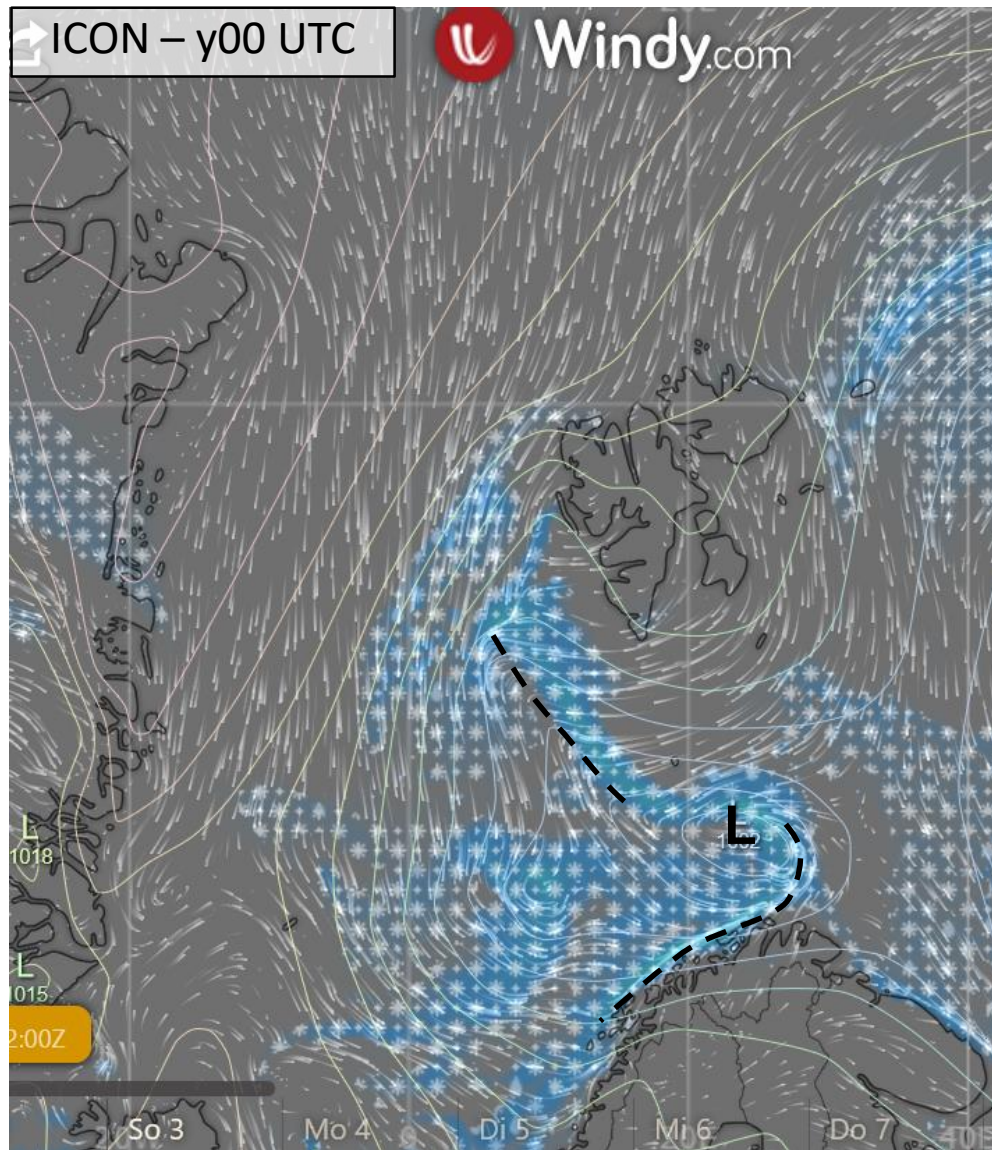 ICON – y00 UTC
Windy.com
L
1018
L
L
1015
2:00Z
So 3
Mo 4
Di 5
Mi 6
Do 7